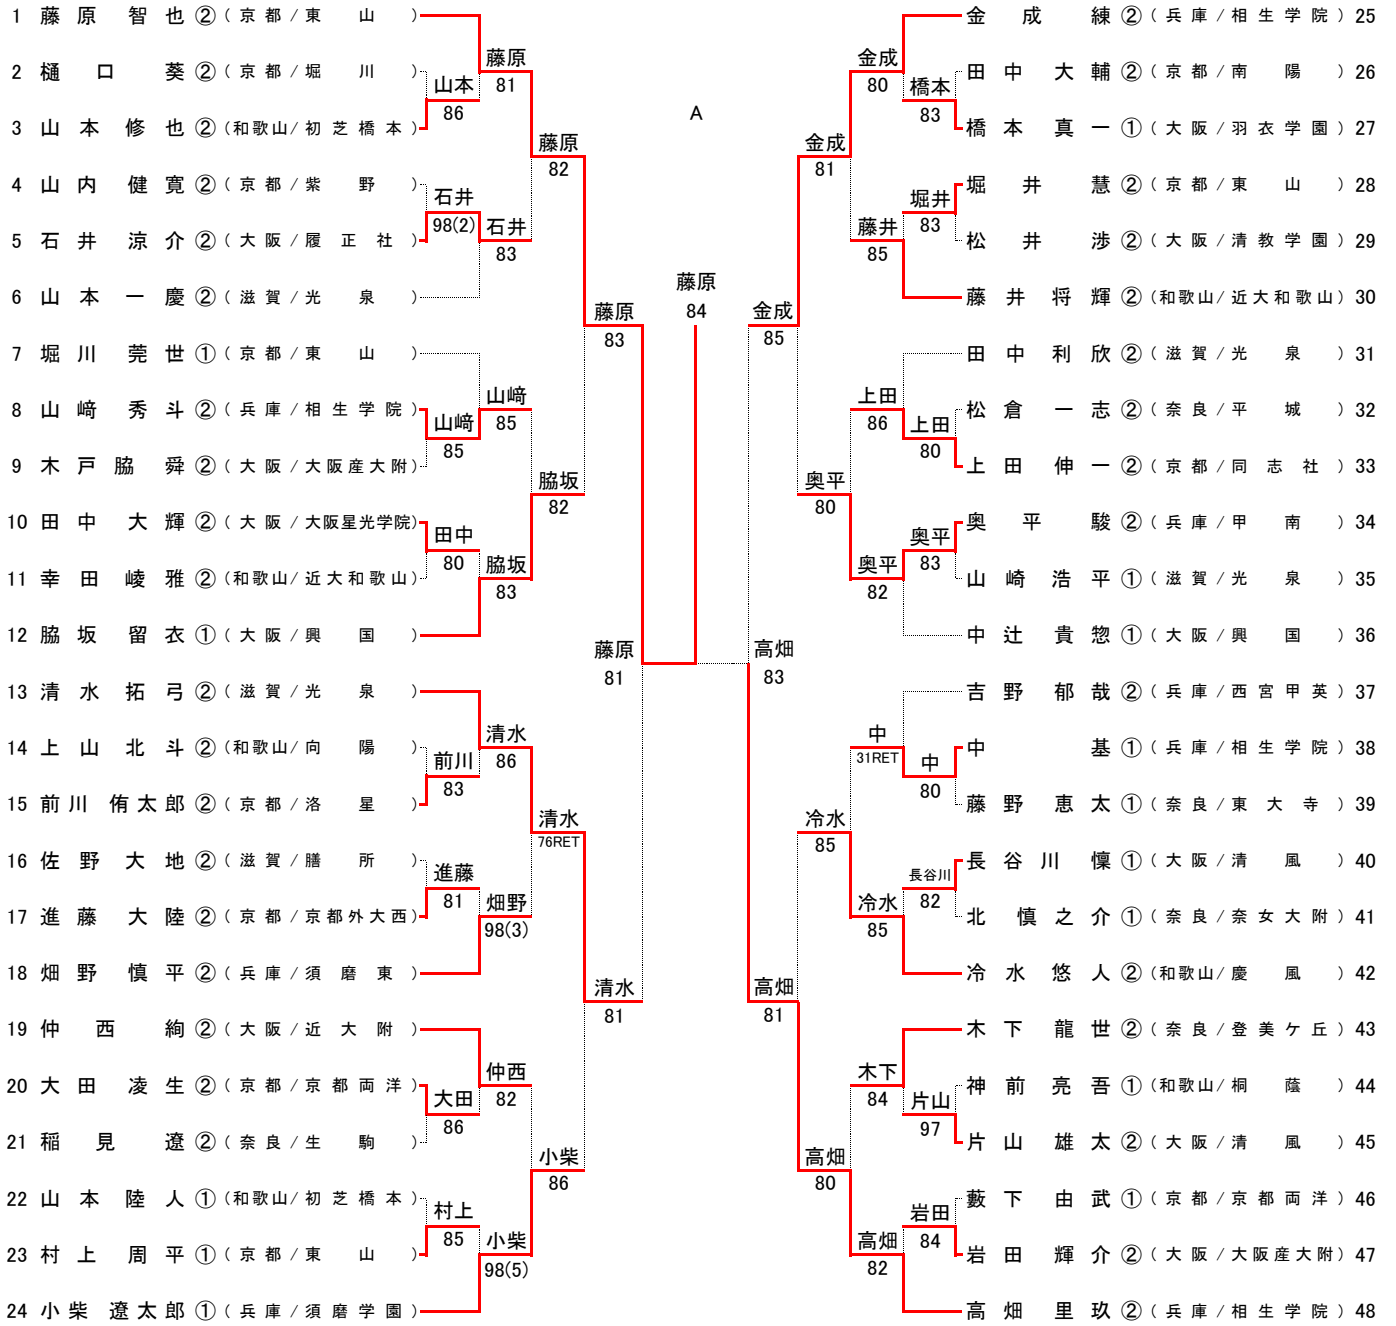 1 藤原 智也 ② (京都/東山)
藤原
81
2 樋口 葵 ② (京都/堀川)
山本
86
3 山本 修也 ② (和歌山/初芝橋本)
藤原
82
4 山内 健寛 ② (京都/紫野)
石井
98(2)
5 石井 涼介 ② (大阪/履正社)
石井
83
6 山本 一慶 ② (滋賀/光泉)
藤原
83
7 堀川 莞世 ① (京都/東山)
山﨑
85
8 山﨑 秀斗 ② (兵庫/相生学院)
山﨑
85
9 木戸脇 舜 ② (大阪/大阪産大附)
脇坂
82
10 田中 大輝 ② (大阪/大阪星光学院)
田中
80
11 幸田 崚雅 ② (和歌山/近大和歌山)
脇坂
83
12 脇坂 留衣 ① (大阪/興国)
藤原
81
13 清水 拓弓 ② (滋賀/光泉)
清水
86
14 上山 北斗 ② (和歌山/向陽)
前川
83
15 前川 侑太郎 ② (京都/洛星)
清水
76RET
16 佐野 大地 ② (滋賀/膳所)
進藤
81
17 進藤 大陸 ② (京都/京都外大西)
畑野
98(3)
18 畑野 慎平 ② (兵庫/須磨東)
清水
81
19 仲西 絢 ② (大阪/近大附)
仲西
82
20 大田 凌生 ② (京都/京都両洋)
大田
86
21 稲見 遼 ② (奈良/生駒)
小柴
86
22 山本 陸人 ① (和歌山/初芝橋本)
村上
85
23 村上 周平 ① (京都/東山)
小柴
98(5)
24 小柴 遼太郎 ① (兵庫/須磨学園)
A
藤原
84
金成 練 ② (兵庫/相生学院) 25
金成
80
田中 大輔 ② (京都/南陽) 26
橋本
83
橋本 真一 ① (大阪/羽衣学園) 27
金成
81
堀井 慧 ② (京都/東山) 28
堀井
83
松井 渉 ② (大阪/清教学園) 29
藤井
85
藤井 将輝 ② (和歌山/近大和歌山) 30
金成
85
田中 利欣 ② (滋賀/光泉) 31
上田
86
松倉 一志 ② (奈良/平城) 32
上田
80
上田 伸一 ② (京都/同志社) 33
奥平
80
奥平 駿 ② (兵庫/甲南) 34
奥平
83
山崎 浩平 ① (滋賀/光泉) 35
奥平
82
中辻 貴惣 ① (大阪/興国) 36
高畑
83
吉野 郁哉 ② (兵庫/西宮甲英) 37
中
31RET
中 基 ① (兵庫/相生学院) 38
中
80
藤野 恵太 ① (奈良/東大寺) 39
冷水
85
長谷川 懍 ① (大阪/清風) 40
長谷川
82
北 慎之介 ① (奈良/奈女大附) 41
冷水
85
冷水 悠人 ② (和歌山/慶風) 42
高畑
81
木下 龍世 ② (奈良/登美ケ丘) 43
木下
84
神前 亮吾 ① (和歌山/桐蔭) 44
片山
97
片山 雄太 ② (大阪/清風) 45
高畑
80
藪下 由武 ① (京都/京都両洋) 46
岩田
84
岩田 輝介 ② (大阪/大阪産大附) 47
高畑
82
高畑 里玖 ② (兵庫/相生学院) 48